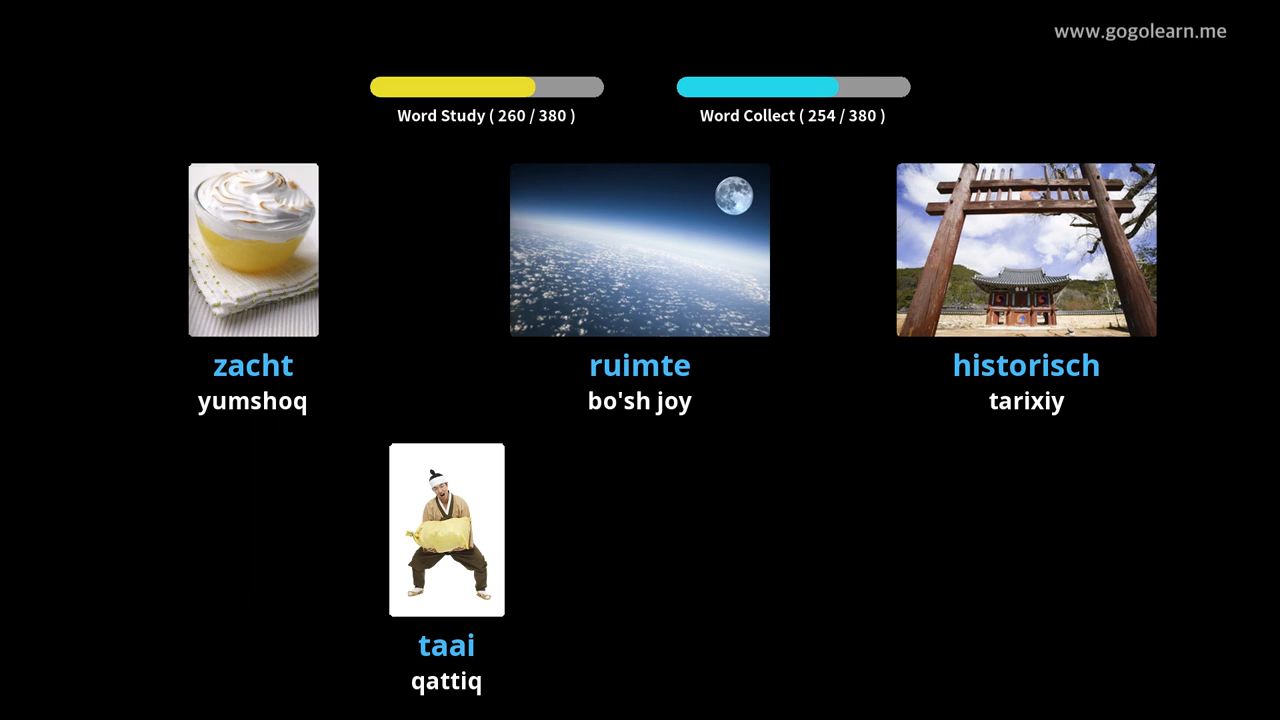 www.gogolearn.me
Word Study ( 260 / 380 )
Word Collect ( 254 / 380 )
zacht
yumshoq
ruimte
bo'sh joy
historisch
tarixiy
taai
qattiq